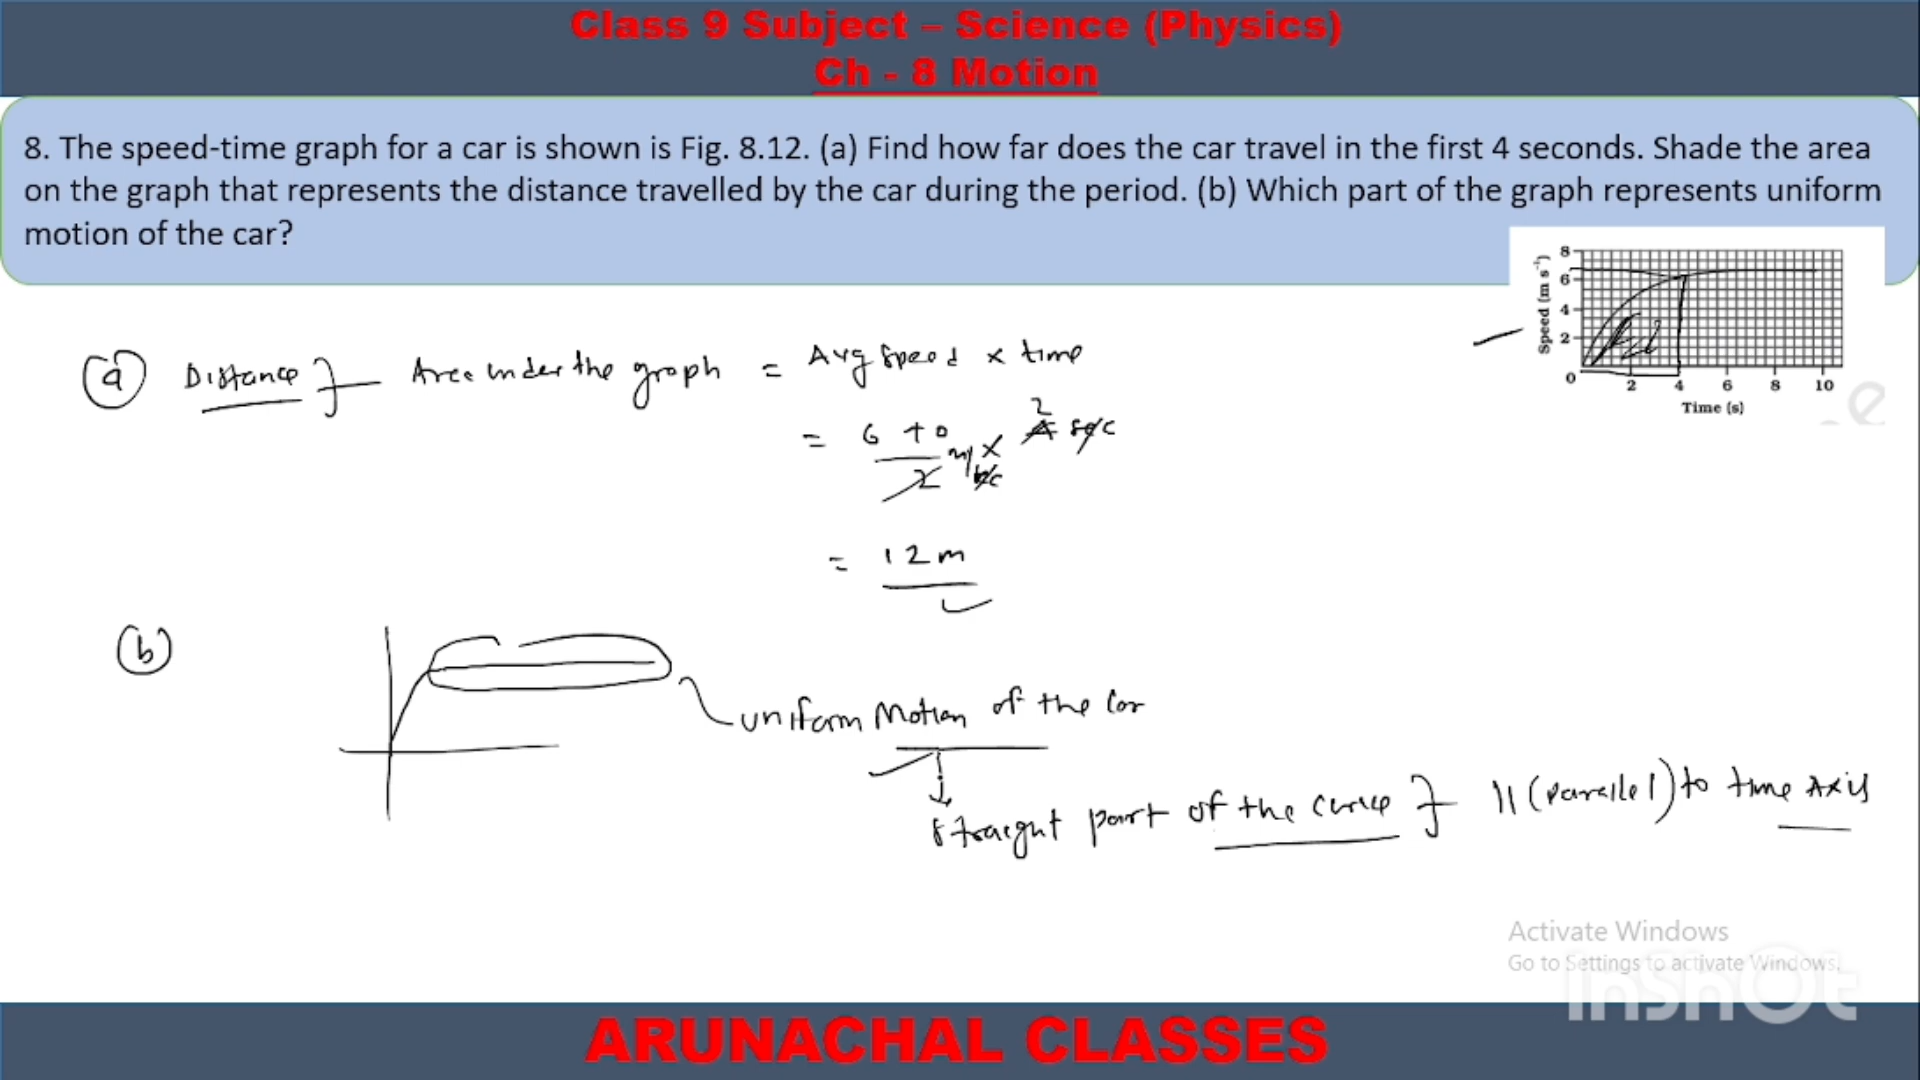 Class 9 Subject – Science (Physics)
Ch - 8 Motion
8. The speed-time graph for a car is shown is Fig. 8.12. (a) Find how far does the car travel in the first 4 seconds. Shade the area
on the graph that represents the distance travelled by the car during the period. (b) Which part of the graph represents uniform
motion of the car?
Speed (m s⁻¹)
8
6
4
2
0
2 4 6 8 10
Time (s)
(a) Distance } Area under the graph = Avg speed × time
= 6 + 0 / 2 m/sec × 4 sec
2
= 12 m
(b)
uniform Motion of the Car
straight part of the curve } || (parallel) to time Axis
Activate Windows
Go to Settings to activate Windows.
InShOt
ARUNACHAL CLASSES